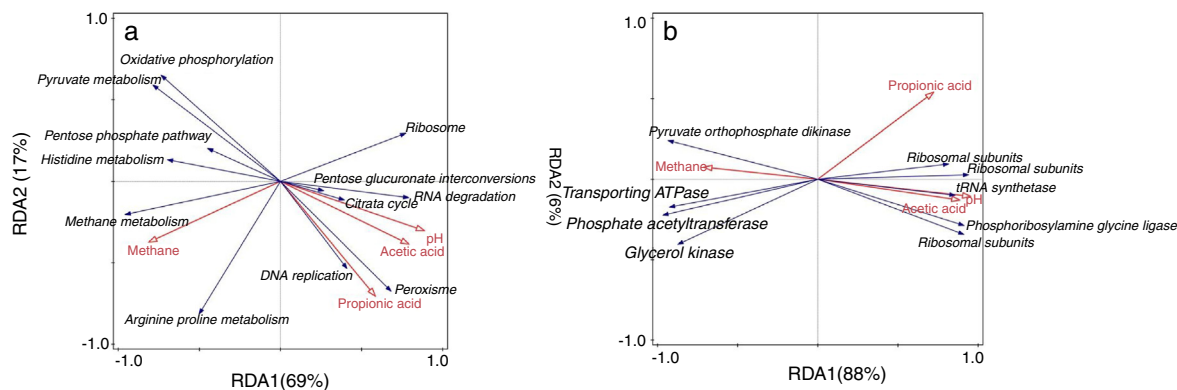 a
1.0
Oxidative phosphorylation
Pyruvate metabolism
Pentose phosphate pathway
Ribosome
Histidine metabolism
Pentose glucuronate interconversions
RNA degradation
Citrata cycle
Methane metabolism
Methane
pH
Acetic acid
DNA replication
Peroxisme
Propionic acid
Arginine proline metabolism
-1.0
-1.0
1.0
RDA2 (17%)
RDA1(69%)
b
1.0
Propionic acid
Pyruvate orthophosphate dikinase
Ribosomal subunits
Methane
Ribosomal subunits
tRNA synthetase
Transporting ATPase
pH
Acetic acid
Phosphate acetyltransferase
Phosphoribosylamine glycine ligase
Ribosomal subunits
Glycerol kinase
-1.0
-1.0
1.0
RDA2 (6%)
RDA1(88%)